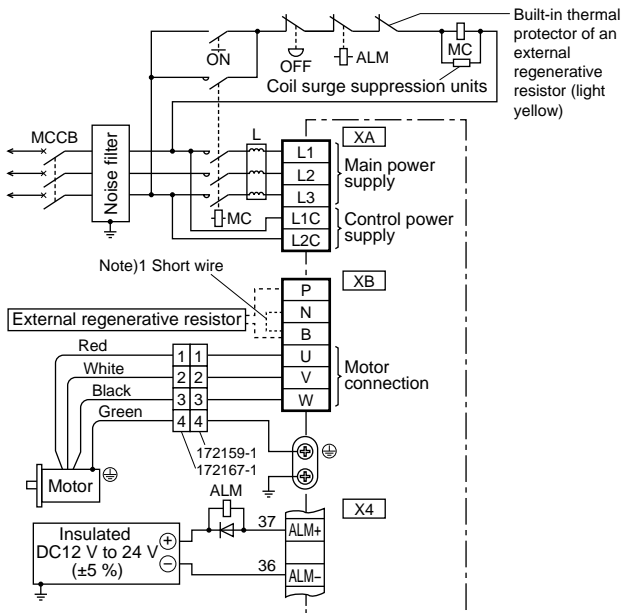 Built-in thermal
protector of an
external
regenerative
resistor (light
yellow)
ON
OFF
ALM
MC
Coil surge suppression units
MCCB
Noise filter
L
MC
XA
L1
L2
L3
L1C
L2C
Main power
supply
Control power
supply
Note)1 Short wire
XB
P
N
B
U
V
W
External regenerative resistor
Motor
connection
Red
White
Black
Green
1 1
2 2
3 3
4 4
172159-1
172167-1
Motor
ALM
X4
Insulated
DC12 V to 24 V
(±5 %)
+
−
37
ALM+
36
ALM−